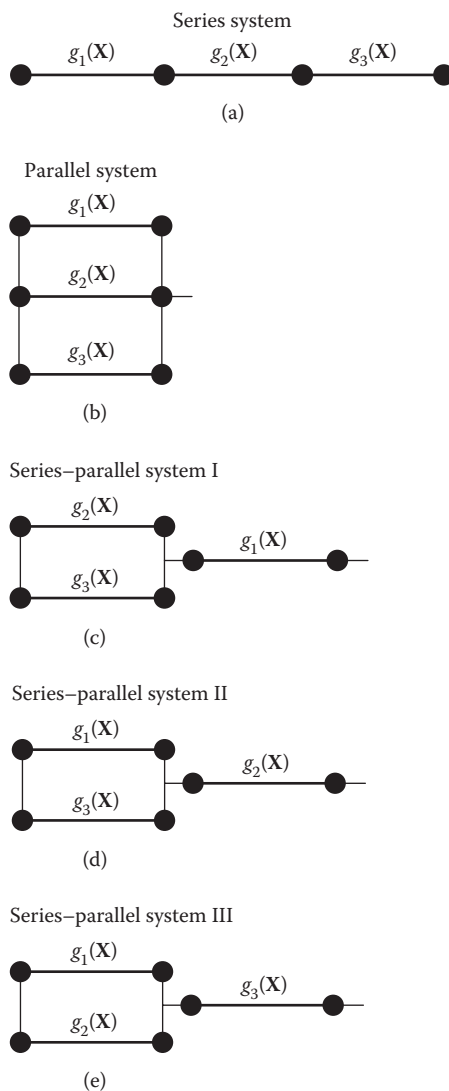 Series system
g1(X) g2(X) g3(X)
(a)
Parallel system
g1(X)
g2(X)
g3(X)
(b)
Series–parallel system I
g2(X)
g1(X)
g3(X)
(c)
Series–parallel system II
g1(X)
g2(X)
g3(X)
(d)
Series–parallel system III
g1(X)
g3(X)
g2(X)
(e)